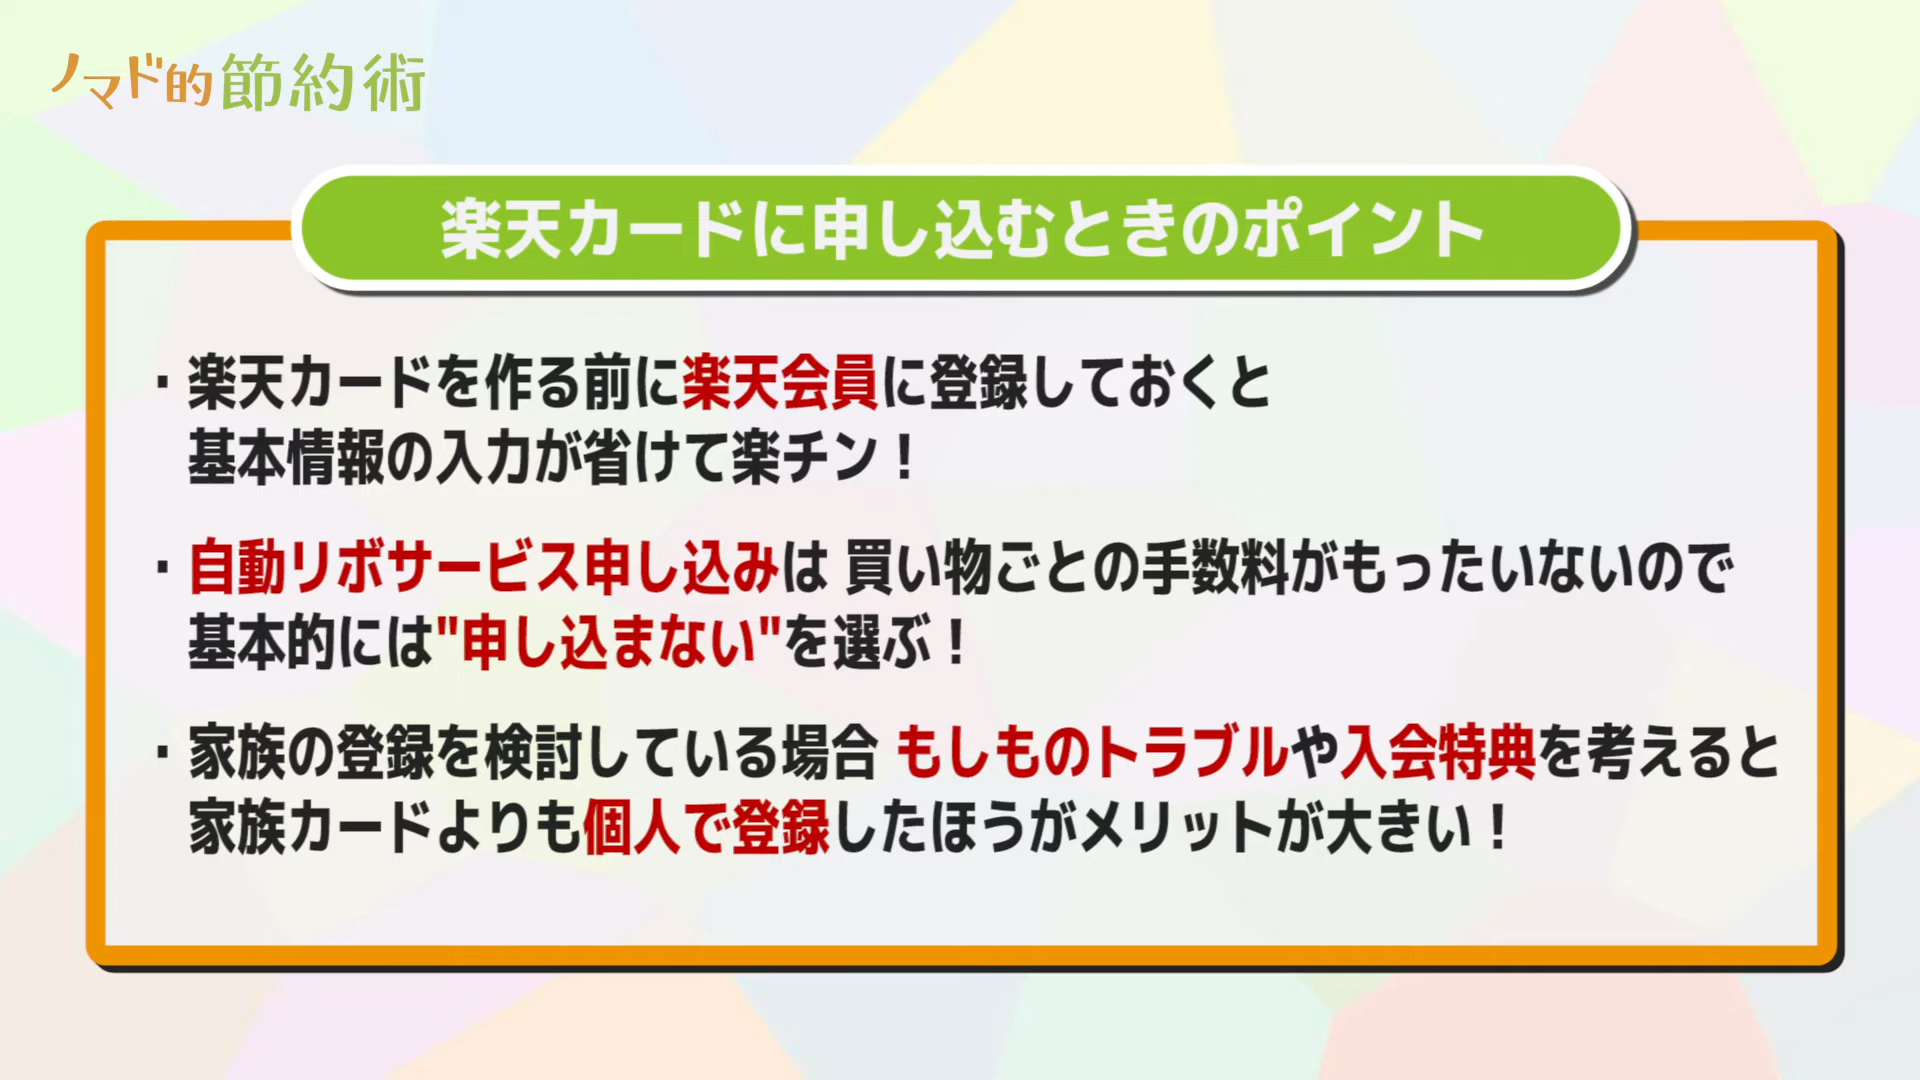 ノマド的節約術
楽天カードに申し込むときのポイント
・楽天カードを作る前に楽天会員に登録しておくと
基本情報の入力が省けて楽チン！
・自動リボサービス申し込みは 買い物ごとの手数料がもったいないので
基本的には"申し込まない"を選ぶ！
・家族の登録を検討している場合 もしものトラブルや入会特典を考えると
家族カードよりも個人で登録したほうがメリットが大きい！